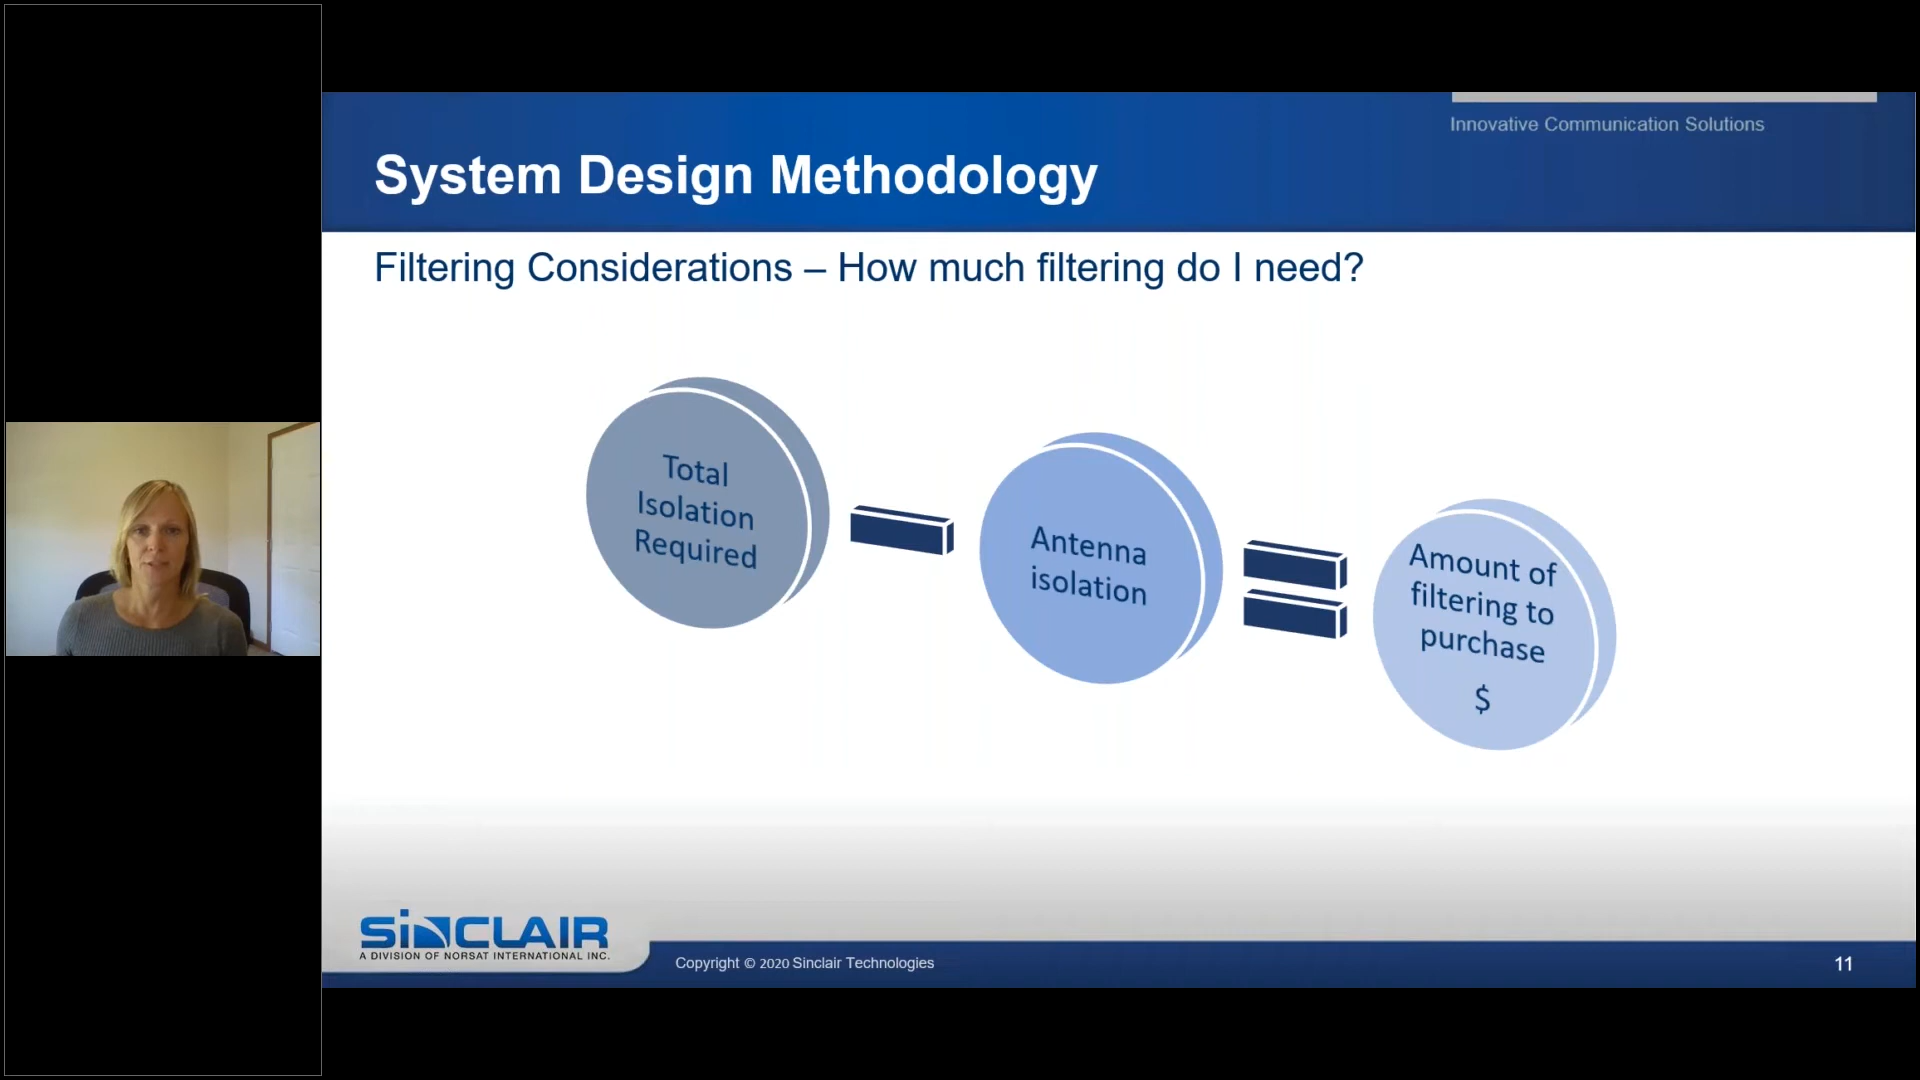 Innovative Communication Solutions
System Design Methodology
Filtering Considerations – How much filtering do I need?
Total
Isolation
Required
Antenna
isolation
Amount of
filtering to
purchase
$
SINCLAIR
A DIVISION OF NORSAT INTERNATIONAL INC.
Copyright © 2020 Sinclair Technologies
11